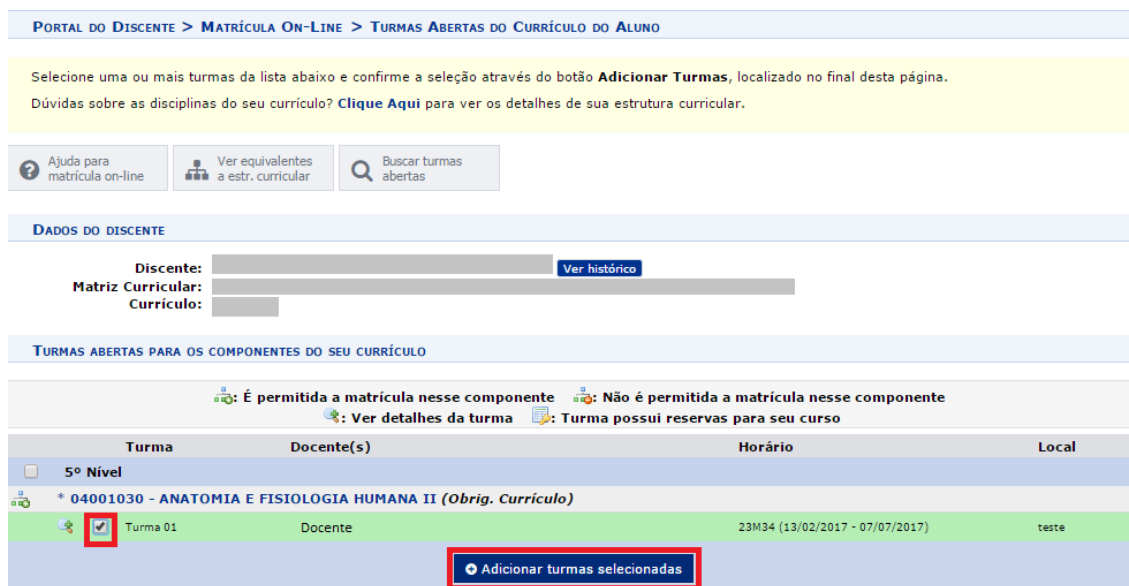 PORTAL DO DISCENTE > MATRÍCULA ON-LINE > TURMAS ABERTAS DO CURRÍCULO DO ALUNO
Selecione uma ou mais turmas da lista abaixo e confirme a seleção através do botão Adicionar Turmas, localizado no final desta página.
Dúvidas sobre as disciplinas do seu currículo? Clique Aqui para ver os detalhes de sua estrutura curricular.
Ajuda para matrícula on-line Ver equivalentes a estr. curricular Buscar turmas abertas
DADOS DO DISCENTE
Discente: Ver histórico
Matriz Curricular:
Currículo:
TURMAS ABERTAS PARA OS COMPONENTES DO SEU CURRÍCULO
: É permitida a matrícula nesse componente : Não é permitida a matrícula nesse componente
: Ver detalhes da turma : Turma possui reservas para seu curso
Turma Docente(s) Horário Local
5º Nível
* 04001030 - ANATOMIA E FISIOLOGIA HUMANA II (Obrig. Currículo)
Turma 01 Docente 23M34 (13/02/2017 - 07/07/2017) teste
Adicionar turmas selecionadas